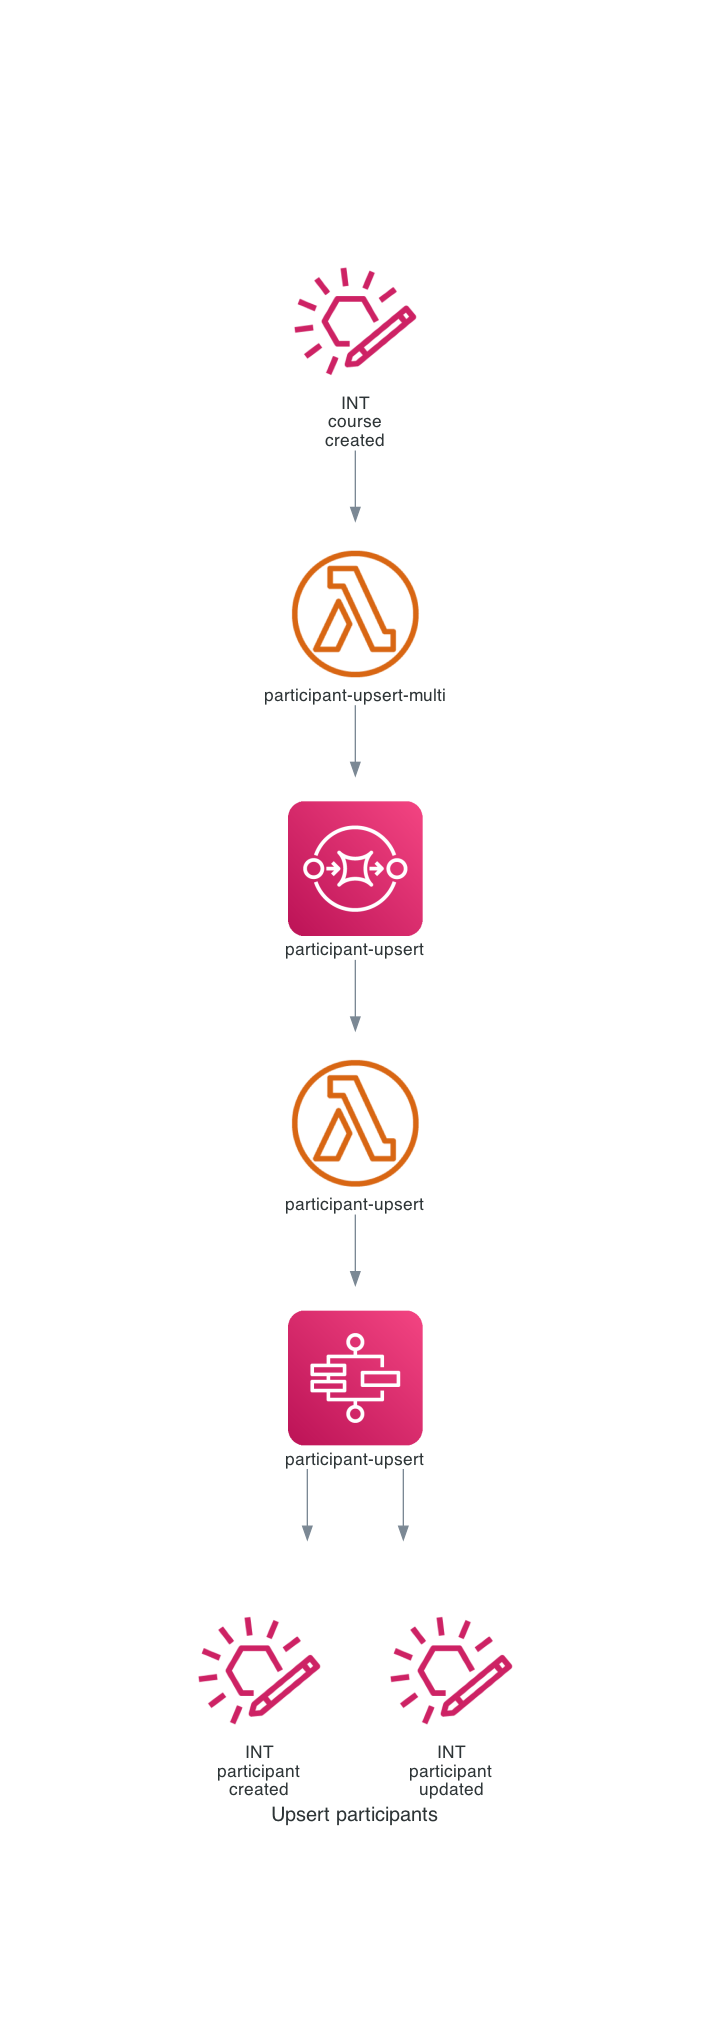 INT
course
created
participant-upsert-multi
participant-upsert
participant-upsert
participant-upsert
INT
participant
created
INT
participant
updated
Upsert participants